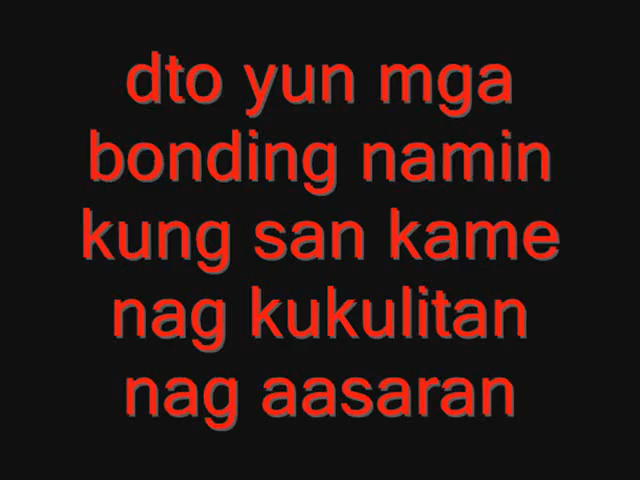 dto yun mga
bonding namin
kung san kame
nag kukulitan
nag aasaran